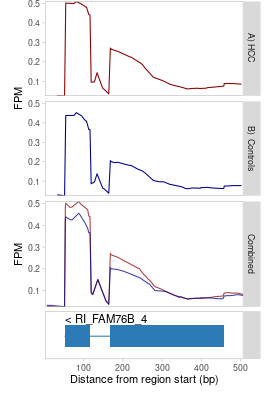 0.5
0.4
0.3
0.2
0.1
FPM
A) HCC
0.5
0.4
0.3
0.2
0.1
B) Controls
0.5
0.4
0.3
0.2
0.1
FPM
Combined
< RI_FAM76B_4
100
200
300
400
500
Distance from region start (bp)